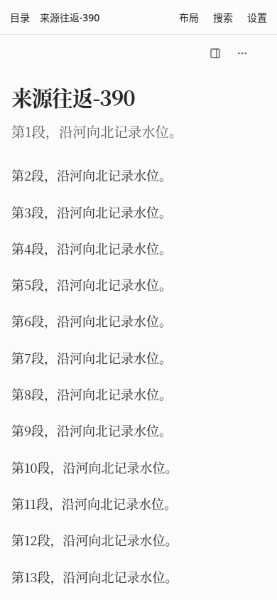 目录 来源往返-390 布局 搜索 设置
来源往返-390
第1段，沿河向北记录水位。
第2段，沿河向北记录水位。
第3段，沿河向北记录水位。
第4段，沿河向北记录水位。
第5段，沿河向北记录水位。
第6段，沿河向北记录水位。
第7段，沿河向北记录水位。
第8段，沿河向北记录水位。
第9段，沿河向北记录水位。
第10段，沿河向北记录水位。
第11段，沿河向北记录水位。
第12段，沿河向北记录水位。
第13段，沿河向北记录水位。